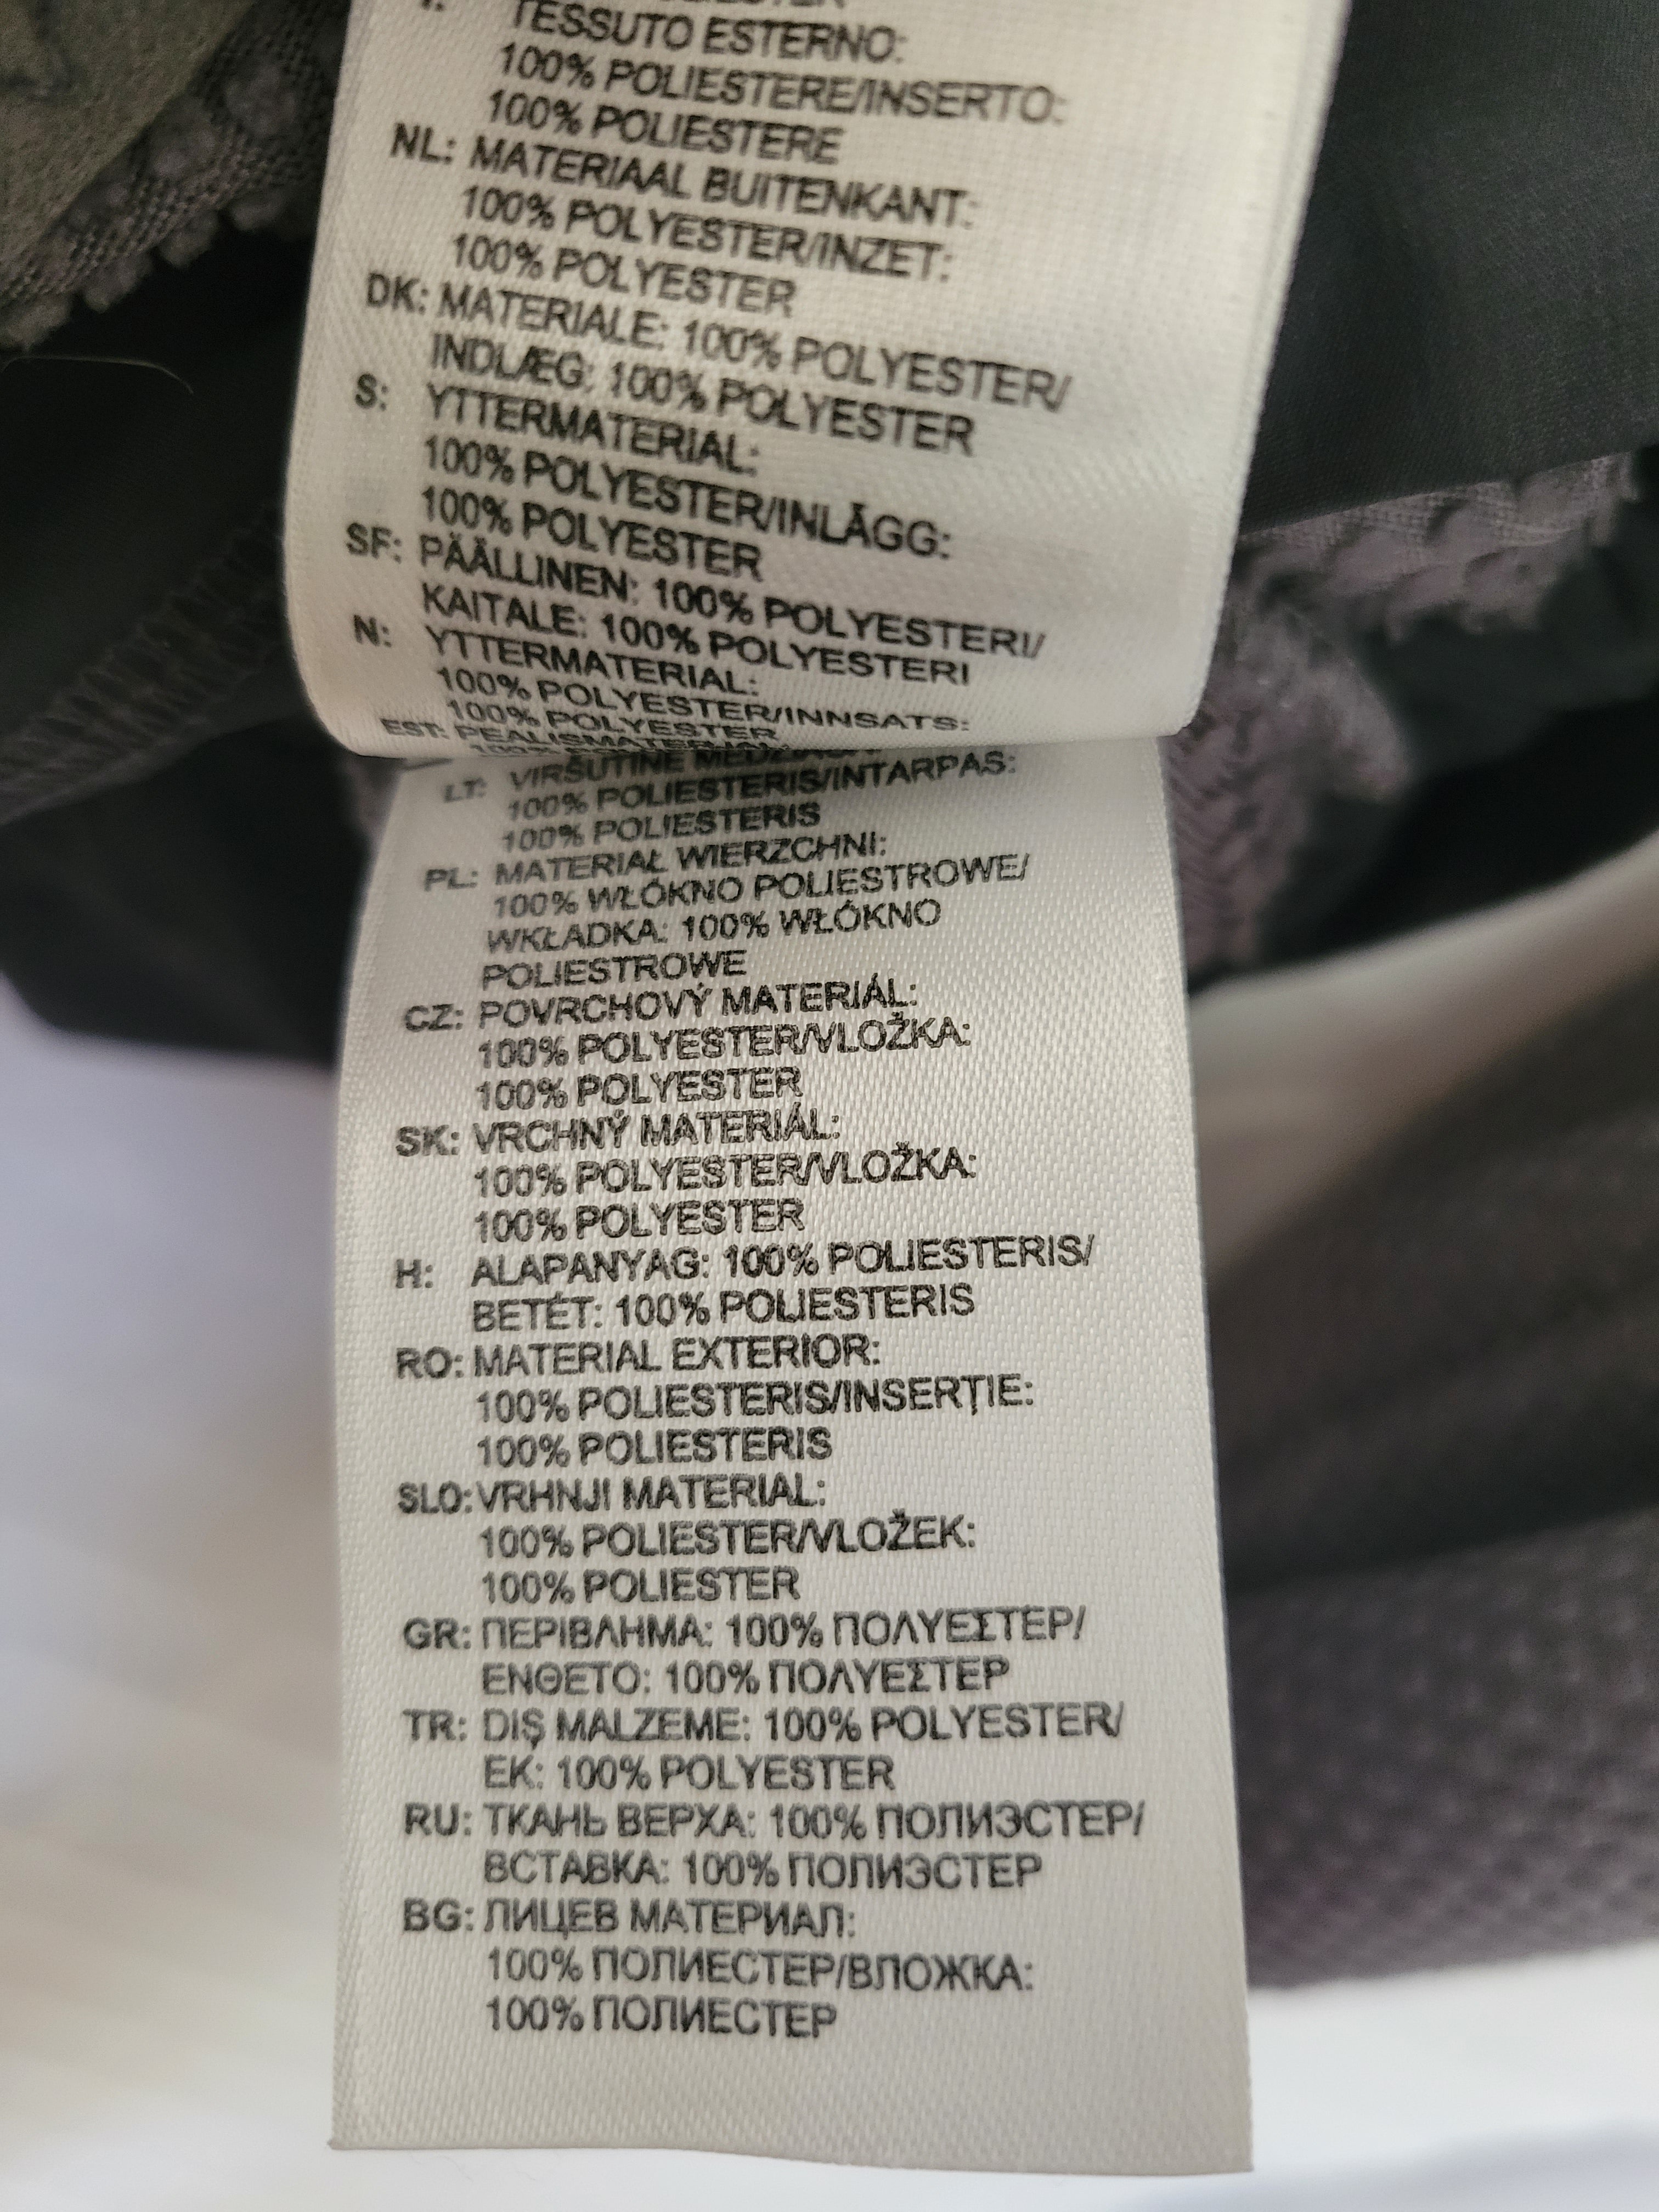 TESSUTO ESTERNO:
100% POLIESTERE/INSERTO:
100% POLIESTERE
NL: MATERIAAL BUITENKANT:
100% POLYESTER/INZET:
100% POLYESTER
DK: MATERIALE: 100% POLYESTER/
INDLÆG: 100% POLYESTER
S: YTTERMATERIAL:
100% POLYESTER/INLÄGG:
100% POLYESTER
SF: PÄÄLLINEN: 100% POLYESTERI/
KAITALE: 100% POLYESTERI
N: YTTERMATERIAL:
100% POLYESTER/INNSATS:
100% POLYESTER
EST: PEALISMATERJAL:
LT: VIRŠUTINĖ
100% POLIESTERIS/INTARPAS:
100% POLIESTERIS
PL: MATERIAŁ WIERZCHNI:
100% WŁÓKNO POLIESTROWE/
WKŁADKA: 100% WŁÓKNO
POLIESTROWE
CZ: POVRCHOVÝ MATERIÁL:
100% POLYESTER/VLOŽKA:
100% POLYESTER
SK: VRCHNÝ MATERIÁL:
100% POLYESTER/VLOŽKA:
100% POLYESTER
H: ALAPANYAG: 100% POLIESTERIS/
BETÉT: 100% POLIESTERIS
RO: MATERIAL EXTERIOR:
100% POLIESTERIS/INSERŢIE:
100% POLIESTERIS
SLO: VRHNJI MATERIAL:
100% POLIESTER/VLOŽEK:
100% POLIESTER
GR: ΠΕΡΙΒΛΗΜΑ: 100% ΠΟΛΥΕΣΤΕΡ/
ΕΝΘΕΤΟ: 100% ΠΟΛΥΕΣΤΕΡ
TR: DIŞ MALZEME: 100% POLYESTER/
EK: 100% POLYESTER
RU: ТКАНЬ ВЕРХА: 100% ПОЛИЭСТЕР/
ВСТАВКА: 100% ПОЛИЭСТЕР
BG: ЛИЦЕВ МАТЕРИАЛ:
100% ПОЛИЕСТЕР/ВЛОЖКА:
100% ПОЛИЕСТЕР